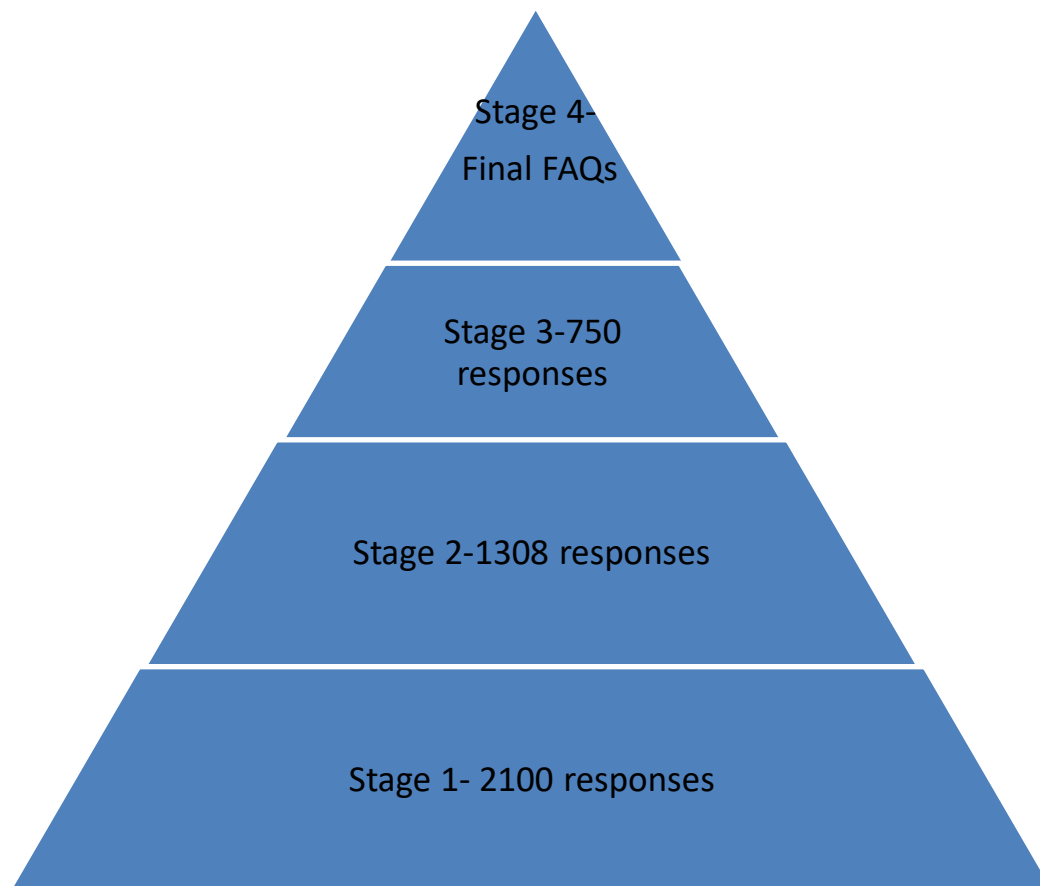 Stage 4-
Final FAQs
Stage 3-750
responses
Stage 2-1308 responses
Stage 1- 2100 responses